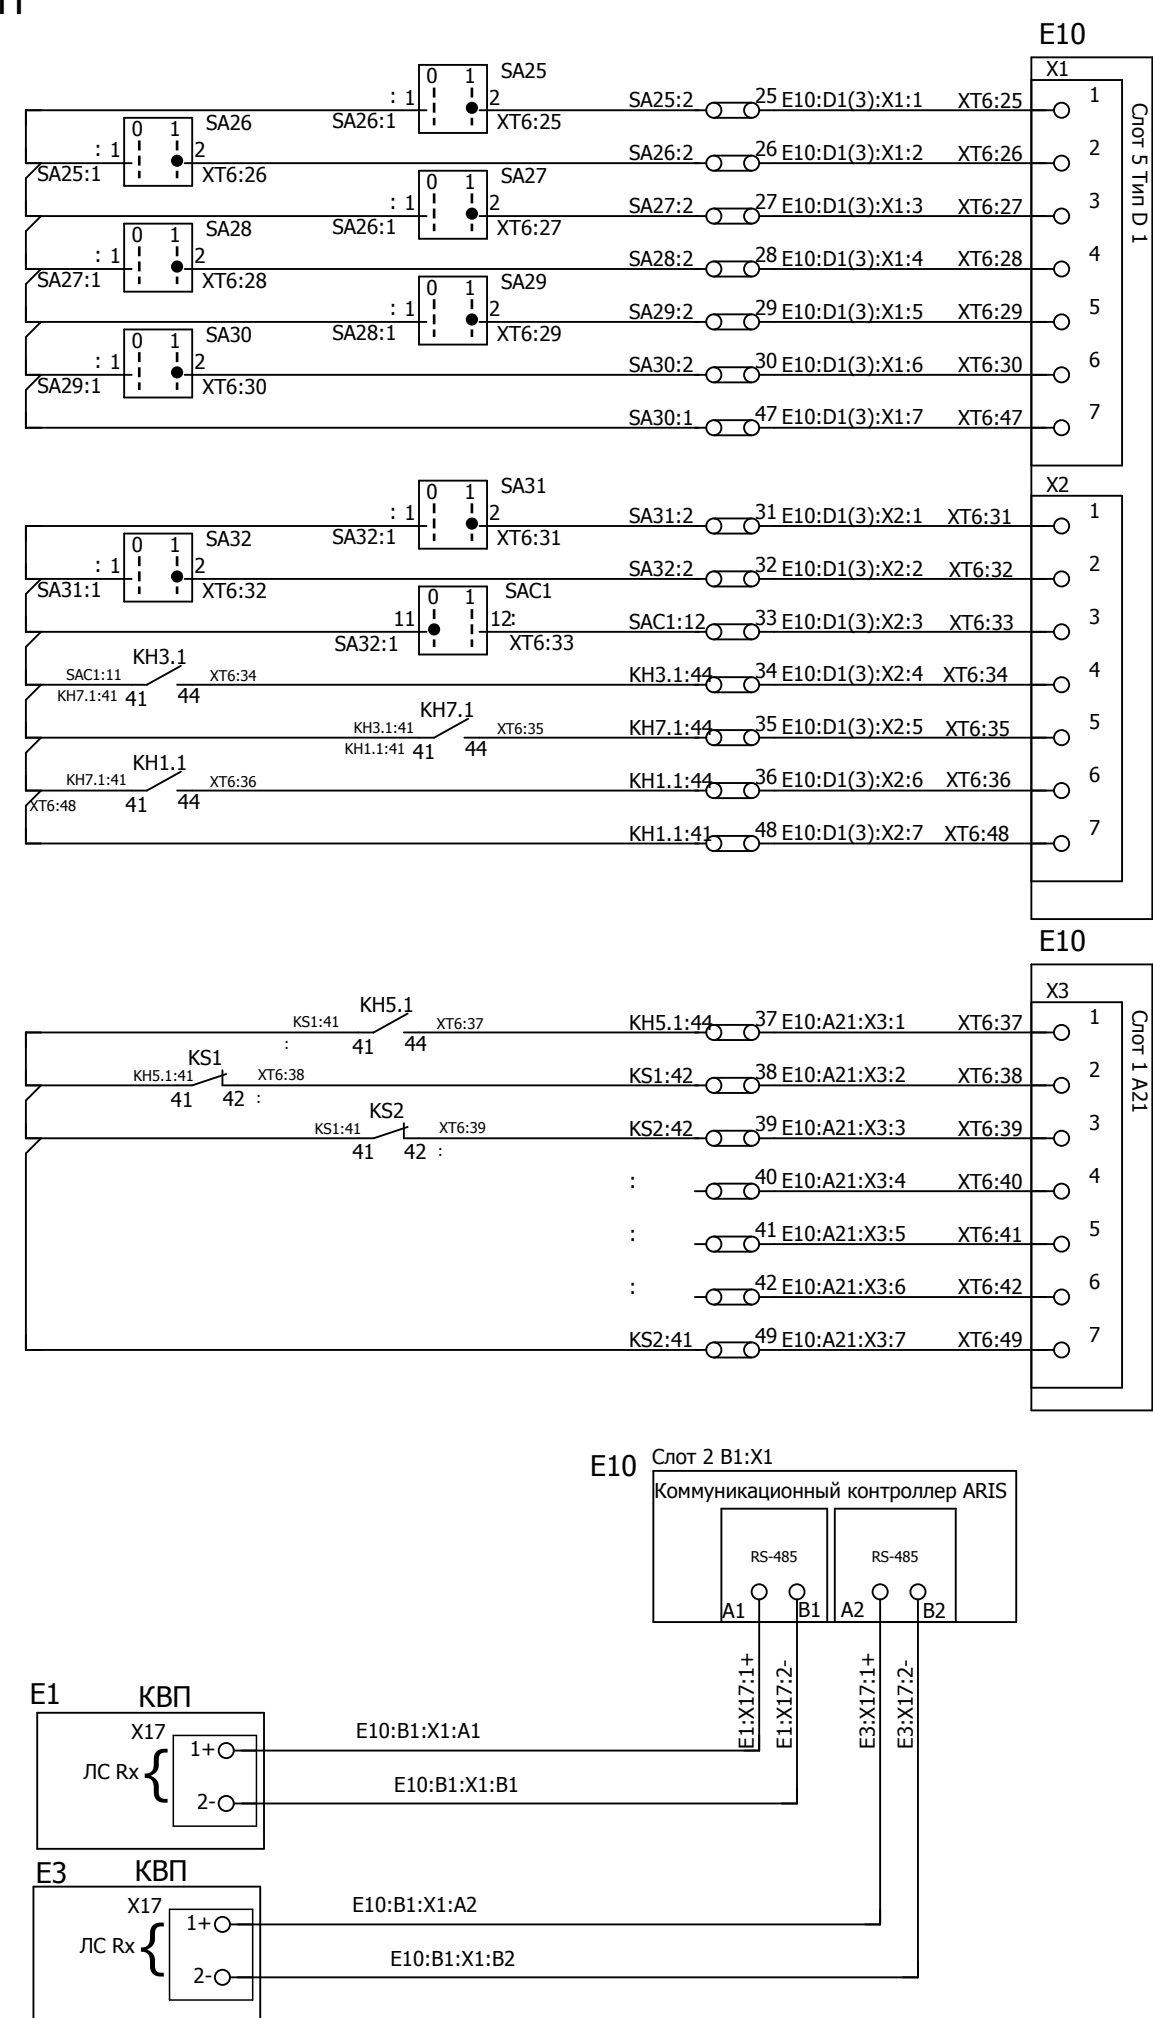 E10
X1
0 1 SA25
: 1 2 SA25:2 25 E10:D1(3):X1:1 XT6:25 1
SA26:1 XT6:25
0 1 SA26
: 1 2 SA26:2 26 E10:D1(3):X1:2 XT6:26 2
SA25:1 XT6:26
0 1 SA27
: 1 2 SA27:2 27 E10:D1(3):X1:3 XT6:27 3
SA26:1 XT6:27
0 1 SA28
: 1 2 SA28:2 28 E10:D1(3):X1:4 XT6:28 4
SA27:1 XT6:28
0 1 SA29
: 1 2 SA29:2 29 E10:D1(3):X1:5 XT6:29 5
SA28:1 XT6:29
0 1 SA30
: 1 2 SA30:2 30 E10:D1(3):X1:6 XT6:30 6
SA29:1 XT6:30
SA30:1 47 E10:D1(3):X1:7 XT6:47 7
Слот 5 Тип D 1
X2
0 1 SA31
: 1 2 SA31:2 31 E10:D1(3):X2:1 XT6:31 1
SA32:1 XT6:31
0 1 SA32
: 1 2 SA32:2 32 E10:D1(3):X2:2 XT6:32 2
SA31:1 XT6:32
0 1 SAC1
11 12: SAC1:12 33 E10:D1(3):X2:3 XT6:33 3
SA32:1 XT6:33
KH3.1
SAC1:11 XT6:34 KH3.1:44 34 E10:D1(3):X2:4 XT6:34 4
KH7.1:41 41 44
KH7.1
KH3.1:41 XT6:35 KH7.1:44 35 E10:D1(3):X2:5 XT6:35 5
KH1.1:41 41 44
KH1.1
KH7.1:41 XT6:36 KH1.1:44 36 E10:D1(3):X2:6 XT6:36 6
XT6:48 41 44
KH1.1:41 48 E10:D1(3):X2:7 XT6:48 7
E10
X3
Слот 1 A21
KH5.1
KS1:41 XT6:37 KH5.1:44 37 E10:A21:X3:1 XT6:37 1
: 41 44
KS1
KH5.1:41 XT6:38 KS1:42 38 E10:A21:X3:2 XT6:38 2
41 42 :
KS2
KS1:41 XT6:39 KS2:42 39 E10:A21:X3:3 XT6:39 3
41 42 :
: 40 E10:A21:X3:4 XT6:40 4
: 41 E10:A21:X3:5 XT6:41 5
: 42 E10:A21:X3:6 XT6:42 6
KS2:41 49 E10:A21:X3:7 XT6:49 7
E10 Слот 2 B1:X1
Коммуникационный контроллер ARIS
RS-485 RS-485
A1 B1 A2 B2
E1:X17:1+ E1:X17:2- E3:X17:1+ E3:X17:2-
E1 КВП
X17
1+ E10:B1:X1:A1
ЛС Rx {
2- E10:B1:X1:B1
E3 КВП
X17
1+ E10:B1:X1:A2
ЛС Rx {
2- E10:B1:X1:B2